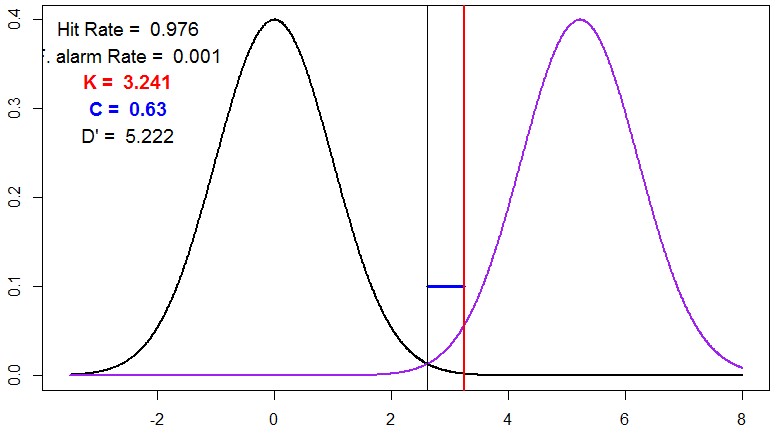 Hit Rate = 0.976
F. alarm Rate = 0.001
K = 3.241
C = 0.63
D' = 5.222
0.4
0.3
0.2
0.1
0.0
-2 0 2 4 6 8